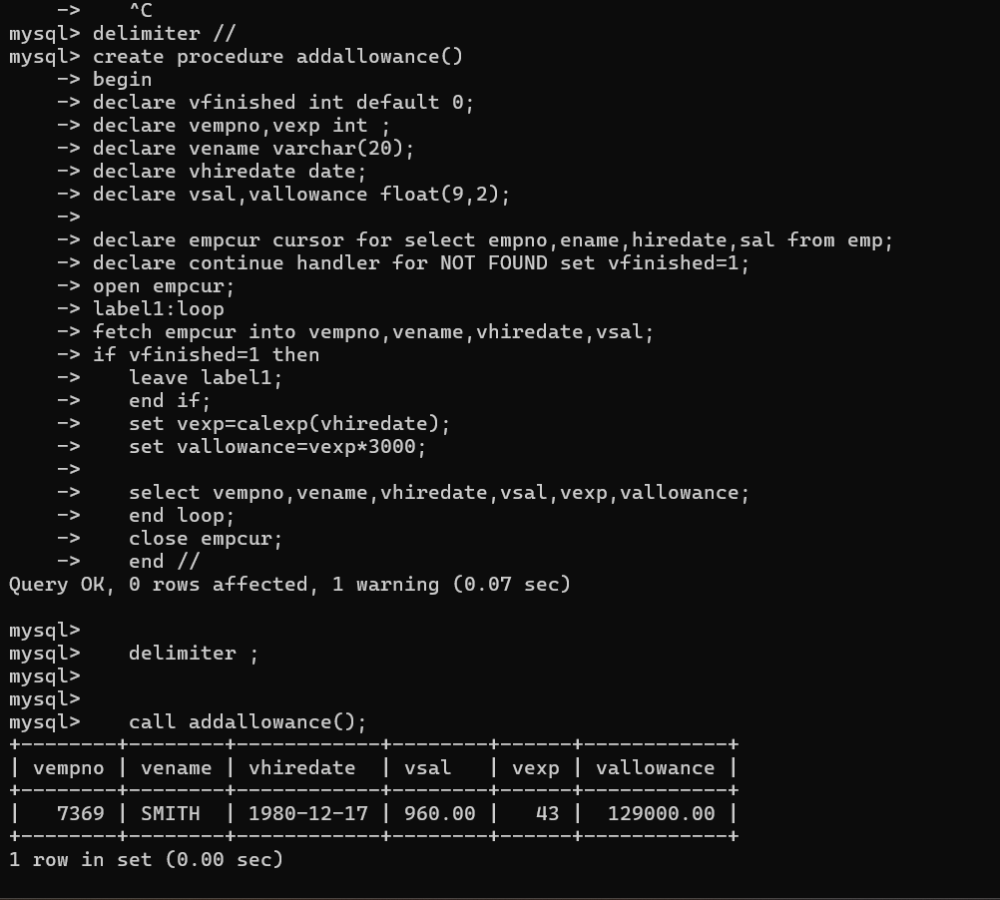 ->    ^C
mysql> delimiter //
mysql> create procedure addallowance()
    -> begin
    -> declare vfinished int default 0;
    -> declare vempno,vexp int ;
    -> declare vename varchar(20);
    -> declare vhiredate date;
    -> declare vsal,vallowance float(9,2);
    ->
    -> declare empcur cursor for select empno,ename,hiredate,sal from emp;
    -> declare continue handler for NOT FOUND set vfinished=1;
    -> open empcur;
    -> label1:loop
    -> fetch empcur into vempno,vename,vhiredate,vsal;
    -> if vfinished=1 then
    ->    leave label1;
    ->    end if;
    ->    set vexp=calexp(vhiredate);
    ->    set vallowance=vexp*3000;
    ->
    ->    select vempno,vename,vhiredate,vsal,vexp,vallowance;
    ->    end loop;
    ->    close empcur;
    ->    end //
Query OK, 0 rows affected, 1 warning (0.07 sec)

mysql>
mysql>    delimiter ;
mysql>
mysql>
mysql>    call addallowance();
+--------+--------+------------+--------+------+------------+
| vempno | vename | vhiredate  | vsal   | vexp | vallowance |
+--------+--------+------------+--------+------+------------+
|   7369 | SMITH  | 1980-12-17 | 960.00 |   43 |  129000.00 |
+--------+--------+------------+--------+------+------------+
1 row in set (0.00 sec)